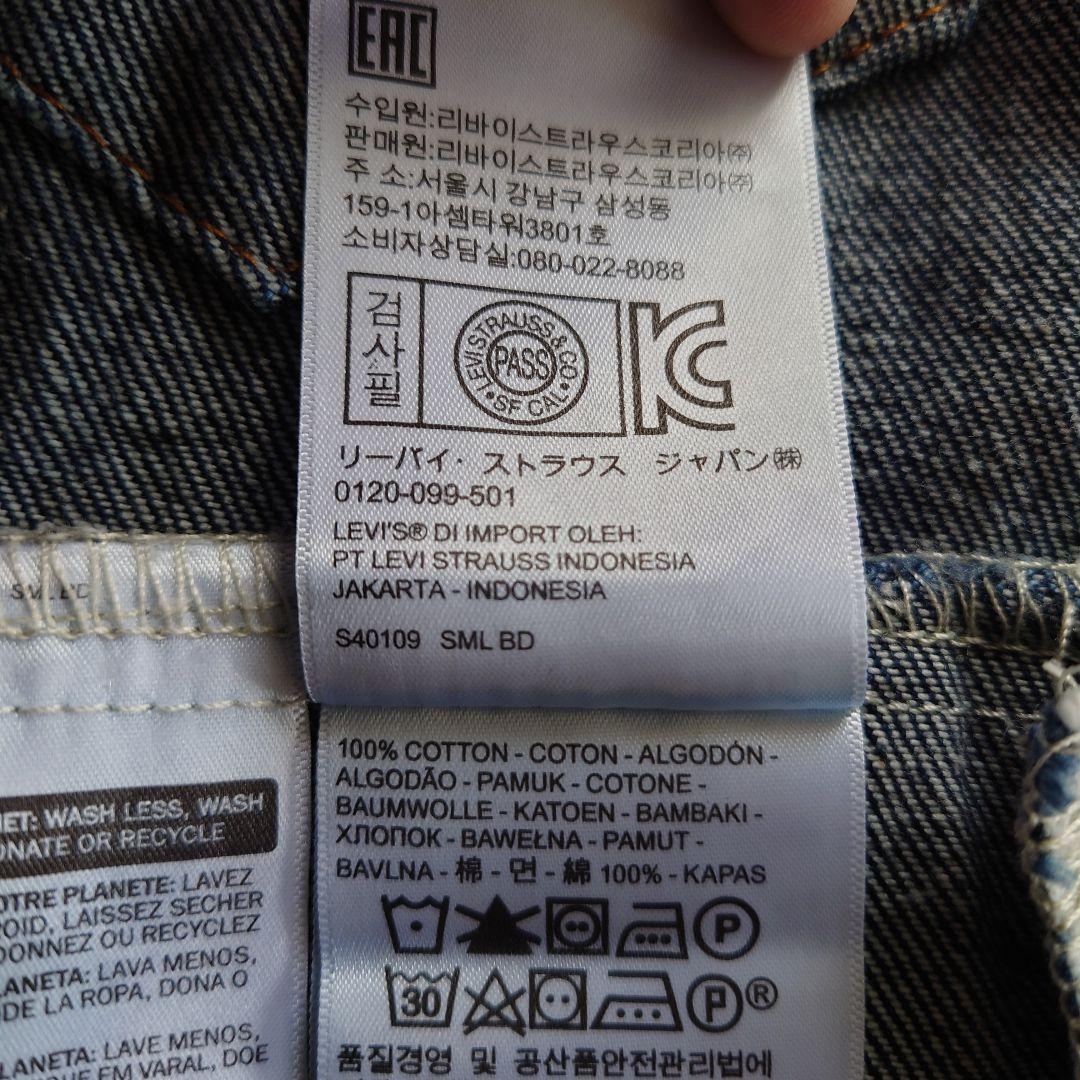 EAC
수입원:리바이스트라우스코리아㈜
판매원:리바이스트라우스코리아㈜
주 소:서울시 강남구 삼성동
159-1아셈타워3801호
소비자상담실:080-022-8088
검사필
LEVI STRAUSS & CO
PASS
SF CAL
KC
リーバイ・ストラウス ジャパン㈱
0120-099-501
LEVI'S® DI IMPORT OLEH:
PT LEVI STRAUSS INDONESIA
JAKARTA - INDONESIA
S40109 SML BD
SML BD
100% COTTON - COTON - ALGODÓN -
ALGODÃO - PAMUK - COTONE -
BAUMWOLLE - KATOEN - BAMBAKI -
ХЛОПОК - BAWEŁNA - PAMUT -
BAVLNA - 棉 - 면 - 綿 100% - KAPAS
P
30
P®
품질경영 및 공산품안전관리법에
WASH LESS, WASH
OR RECYCLE
PLANETE: LAVEZ
LAISSEZ SECHER
DONNEZ OU RECYCLEZ
LAVA MENOS,
DE LA ROPA, DONA O
LAVE MENOS,
EM VARAL, DOE